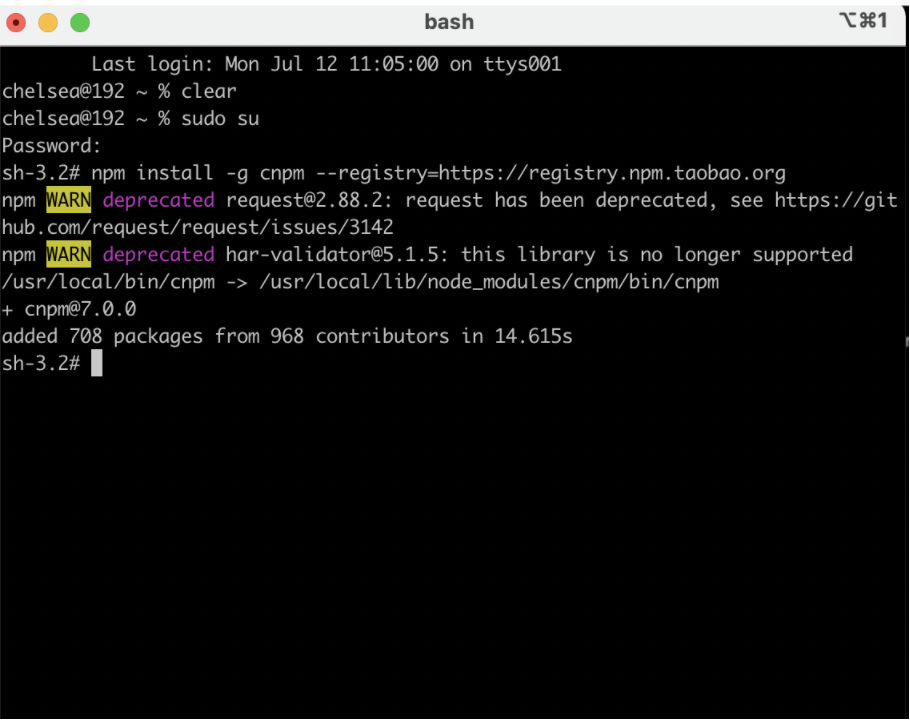 bash
⌥⌘1
Last login: Mon Jul 12 11:05:00 on ttys001
chelsea@192 ~ % clear
chelsea@192 ~ % sudo su
Password:
sh-3.2# npm install -g cnpm --registry=https://registry.npm.taobao.org
npm WARN deprecated request@2.88.2: request has been deprecated, see https://git
hub.com/request/request/issues/3142
npm WARN deprecated har-validator@5.1.5: this library is no longer supported
/usr/local/bin/cnpm -> /usr/local/lib/node_modules/cnpm/bin/cnpm
+ cnpm@7.0.0
added 708 packages from 968 contributors in 14.615s
sh-3.2#